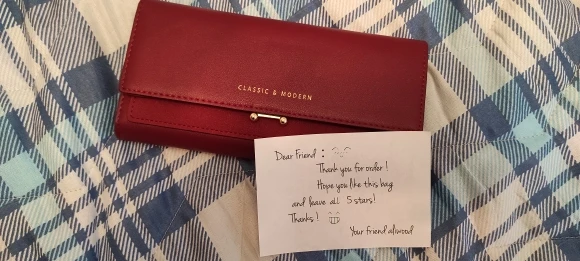 CLASSIC & MODERN
Dear Friend :
Thank you for order !
Hope you like this bag
and leave all 5 stars!
Thanks !
Your friend aliwood